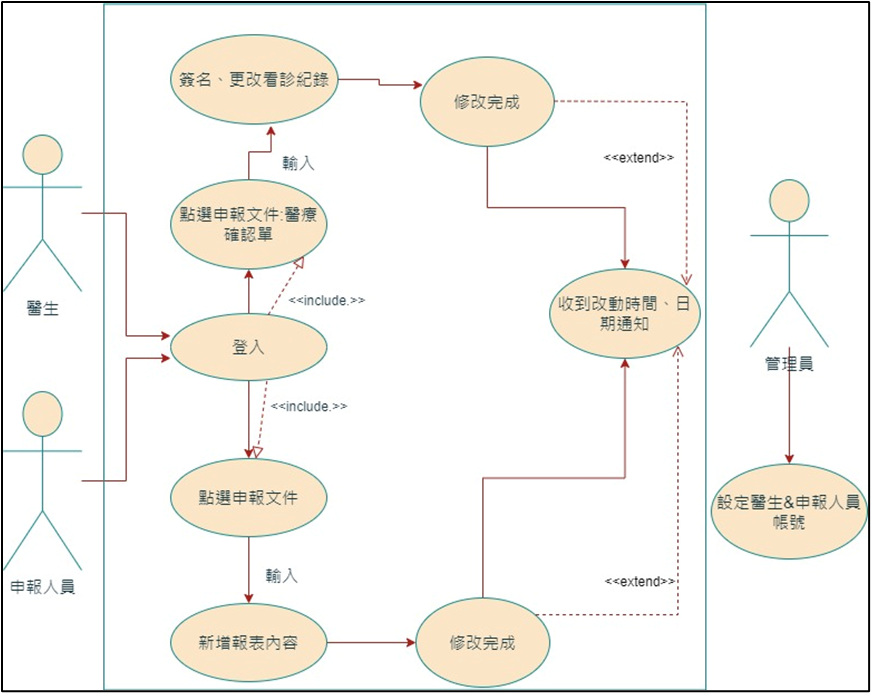 簽名、更改看診紀錄
修改完成
<<extend>>
輸入
點選申報文件:醫療
確認單
醫生
<<include.>>
收到改動時間、日
期通知
登入
管理員
<<include.>>
點選申報文件
設定醫生&申報人員
帳號
輸入
<<extend>>
申報人員
新增報表內容
修改完成